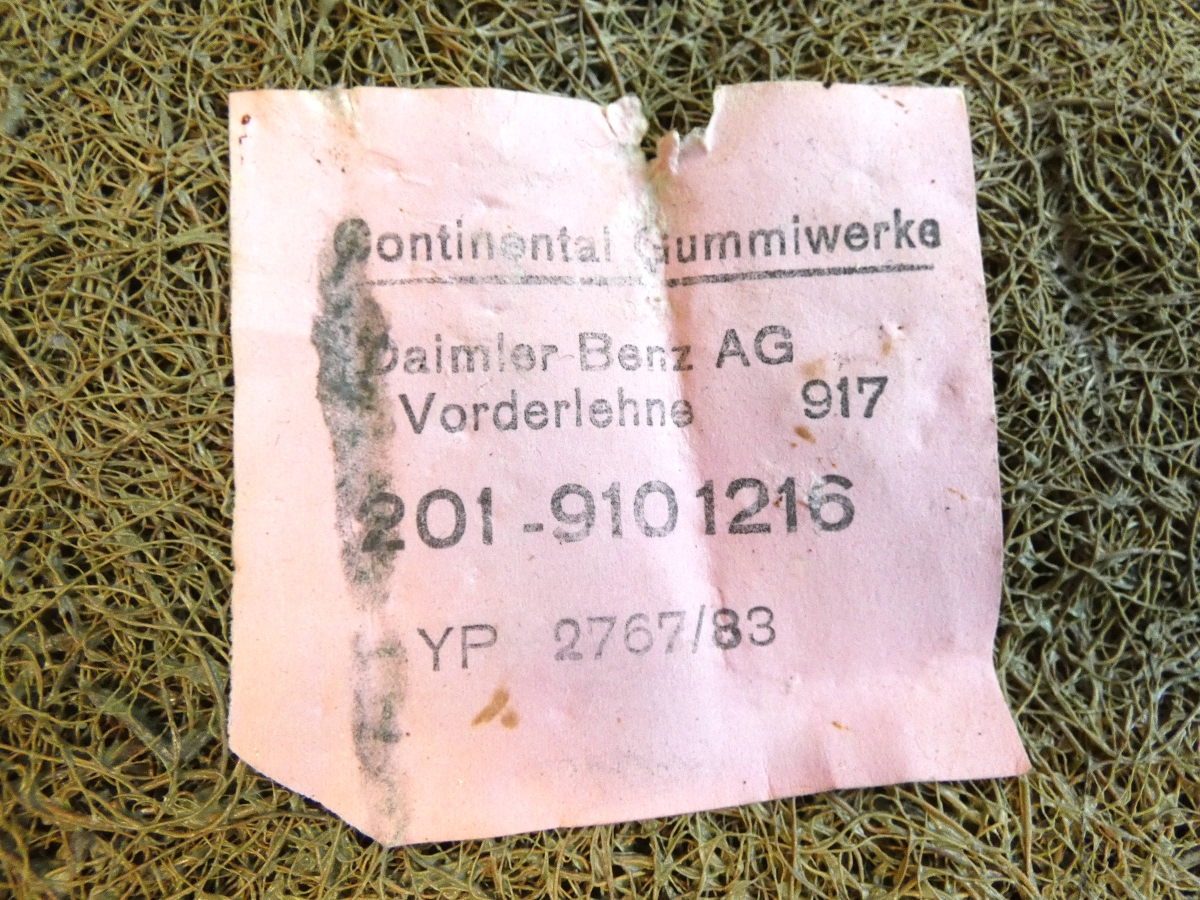 Continental Gummiwerke
Daimler Benz AG
Vorderlehne 917
201-9101216
YP 2767/83